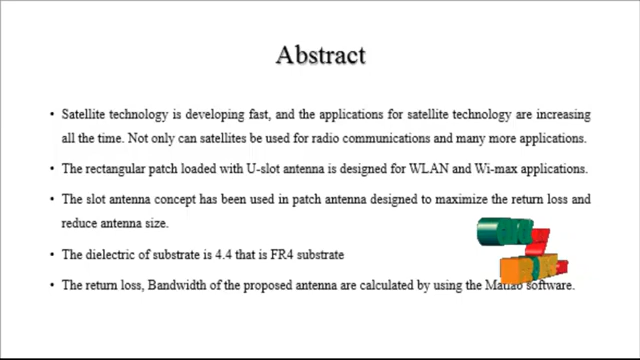 Abstract
• Satellite technology is developing fast, and the applications for satellite technology are increasing
all the time. Not only can satellites be used for radio communications and many more applications.
• The rectangular patch loaded with U-slot antenna is designed for WLAN and Wi-max applications.
• The slot antenna concept has been used in patch antenna designed to maximize the return loss and
reduce antenna size.
• The dielectric of substrate is 4.4 that is FR4 substrate
• The return loss, Bandwidth of the proposed antenna are calculated by using the Matlab software.